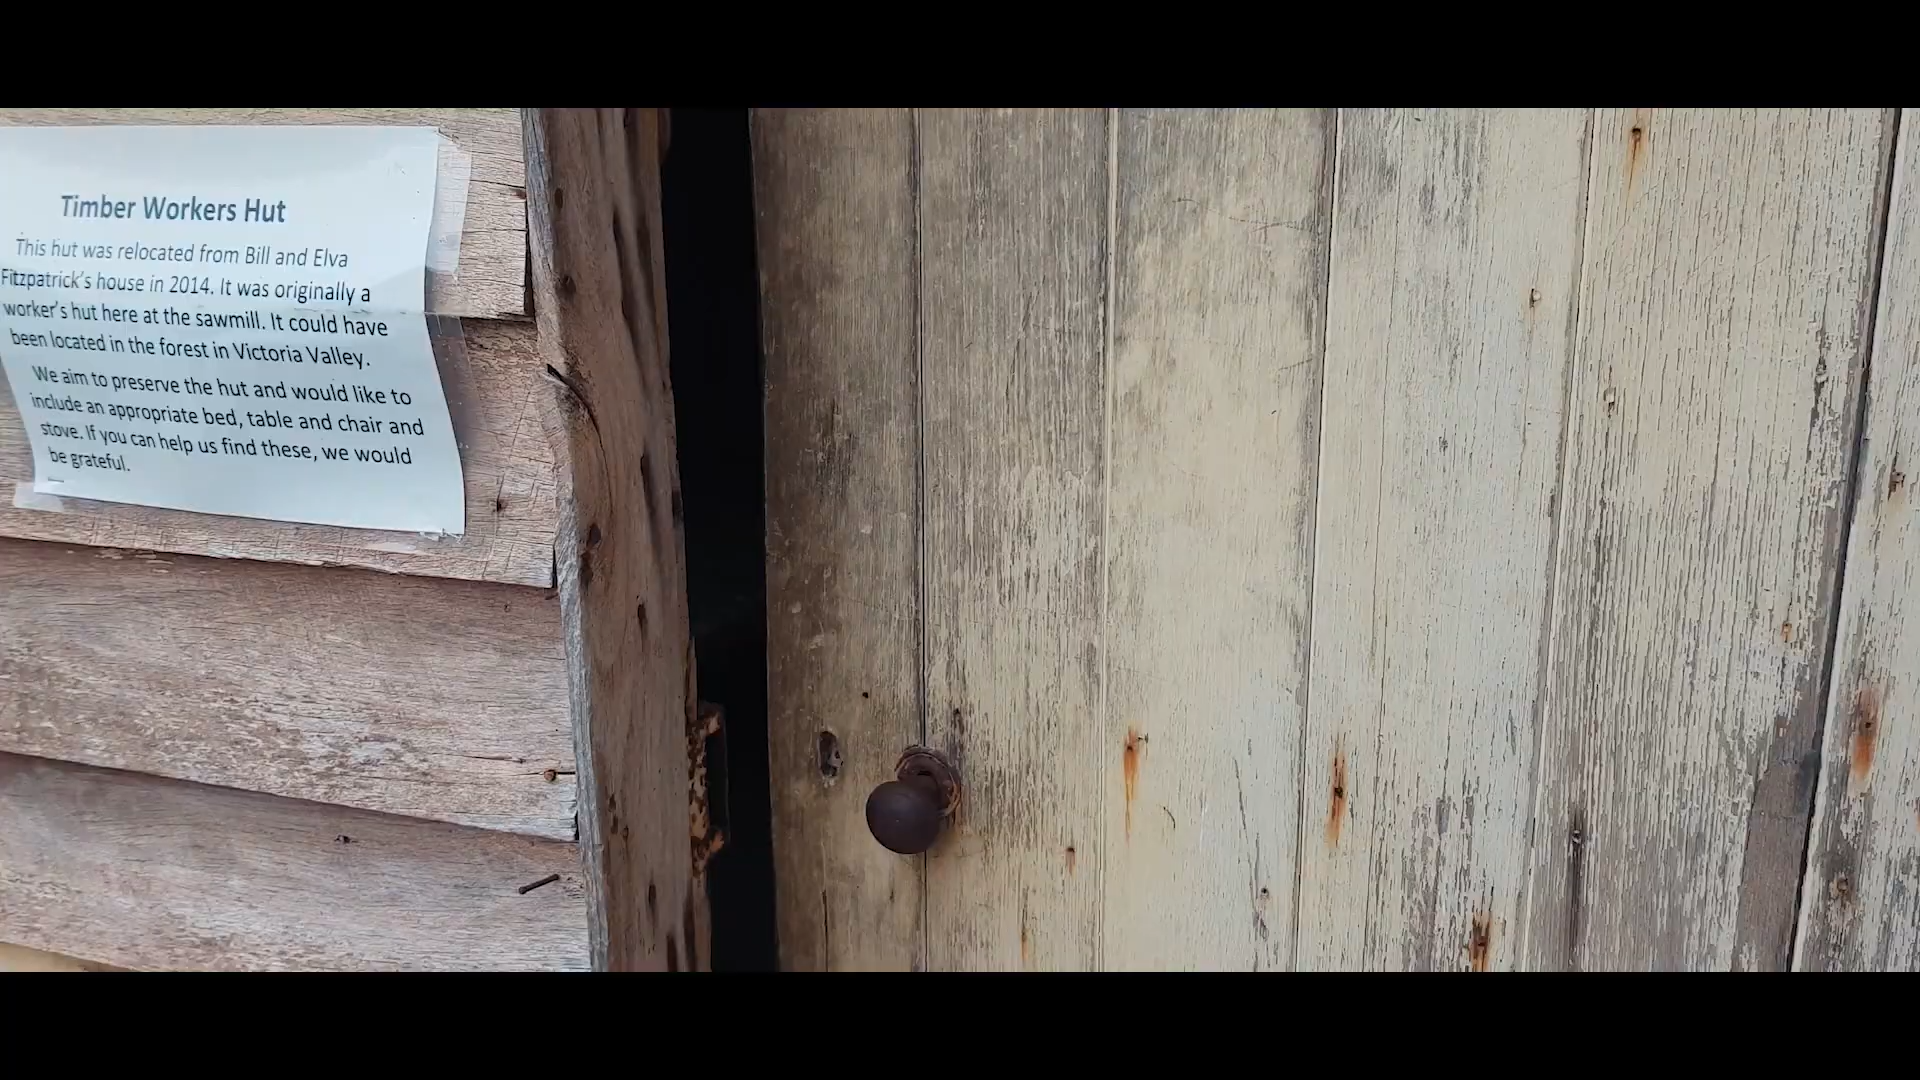 Timber Workers Hut
This hut was relocated from Bill and Elva
Fitzpatrick's house in 2014. It was originally a
worker's hut here at the sawmill. It could have
been located in the forest in Victoria Valley.
We aim to preserve the hut and would like to
include an appropriate bed, table and chair and
stove. If you can help us find these, we would
be grateful.